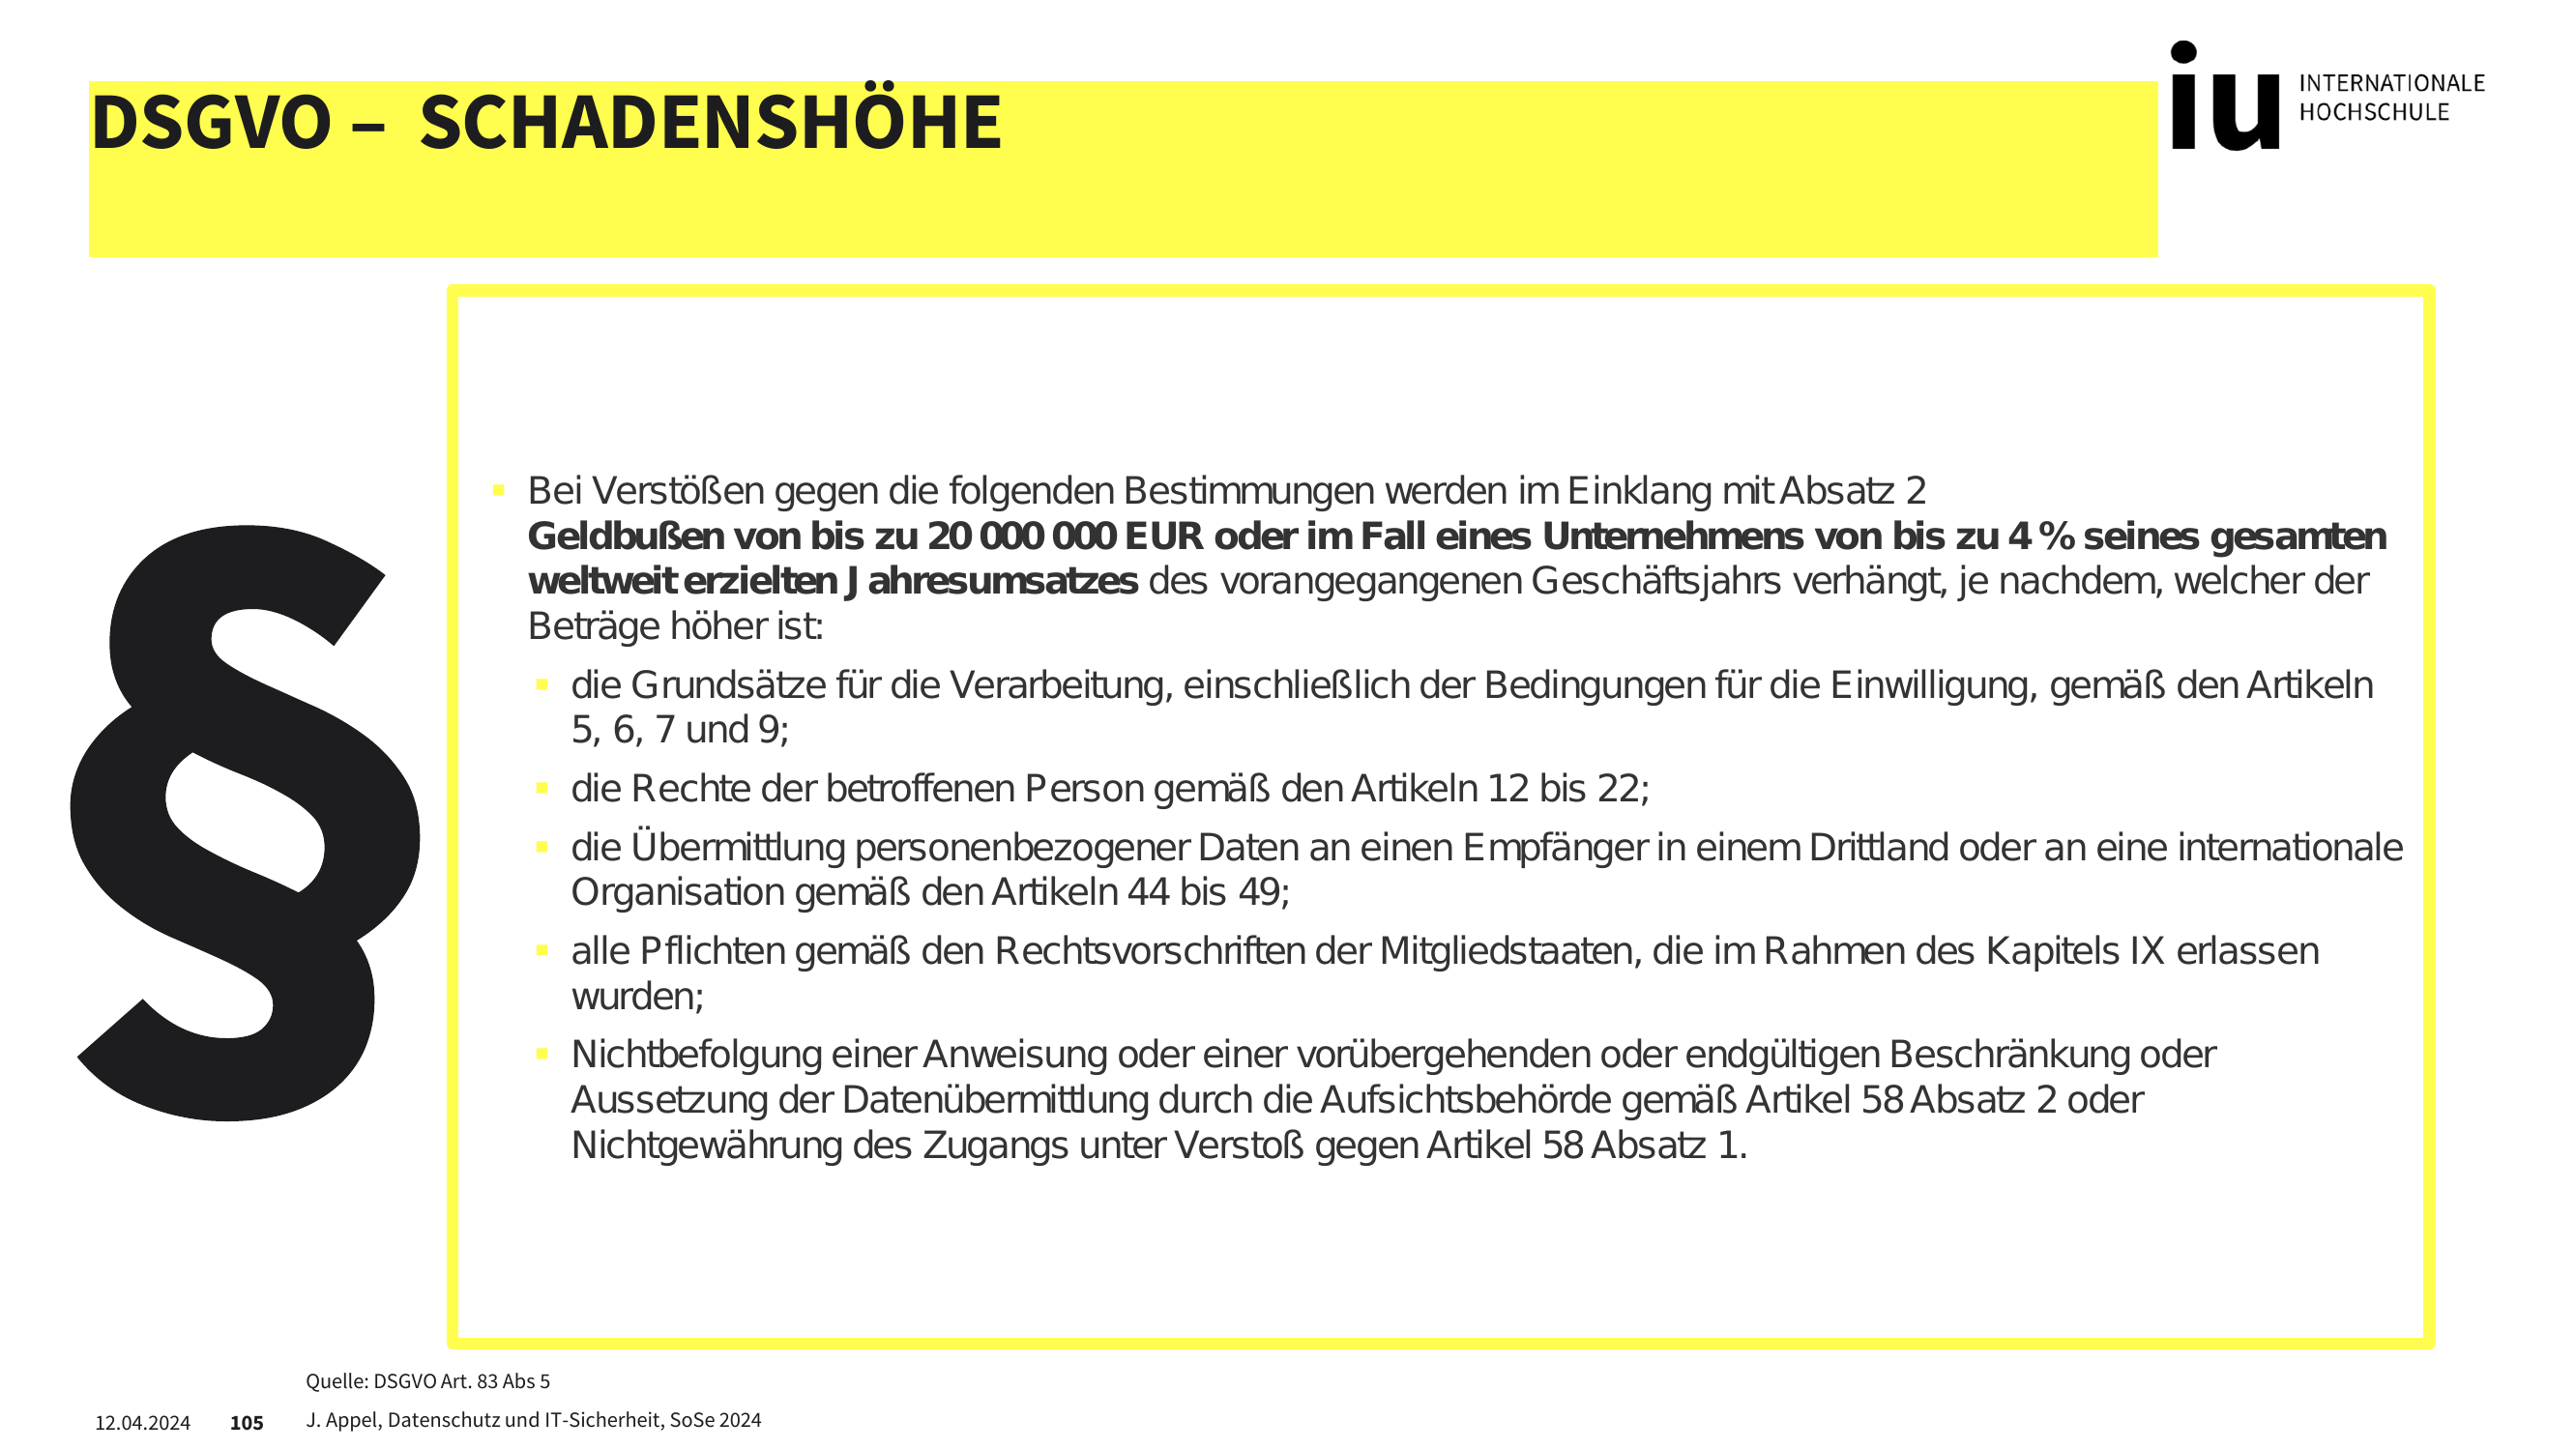 DSGVO – SCHADENSHÖHE
iu INTERNATIONALE
HOCHSCHULE
§
▪ Bei Verstößen gegen die folgenden Bestimmungen werden im Einklang mit Absatz 2
Geldbußen von bis zu 20 000 000 EUR oder im Fall eines Unternehmens von bis zu 4 % seines gesamten
weltweit erzielten Jahresumsatzes des vorangegangenen Geschäftsjahrs verhängt, je nachdem, welcher der
Beträge höher ist:
▪ die Grundsätze für die Verarbeitung, einschließlich der Bedingungen für die Einwilligung, gemäß den Artikeln
5, 6, 7 und 9;
▪ die Rechte der betroffenen Person gemäß den Artikeln 12 bis 22;
▪ die Übermittlung personenbezogener Daten an einen Empfänger in einem Drittland oder an eine internationale
Organisation gemäß den Artikeln 44 bis 49;
▪ alle Pflichten gemäß den Rechtsvorschriften der Mitgliedstaaten, die im Rahmen des Kapitels IX erlassen
wurden;
▪ Nichtbefolgung einer Anweisung oder einer vorübergehenden oder endgültigen Beschränkung oder
Aussetzung der Datenübermittlung durch die Aufsichtsbehörde gemäß Artikel 58 Absatz 2 oder
Nichtgewährung des Zugangs unter Verstoß gegen Artikel 58 Absatz 1.
Quelle: DSGVO Art. 83 Abs 5
12.04.2024 105 J. Appel, Datenschutz und IT-Sicherheit, SoSe 2024